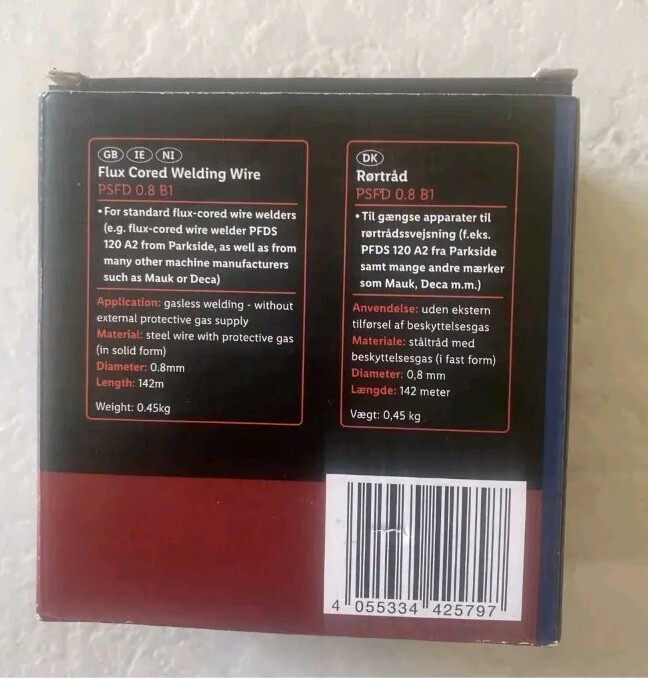 GB IE NI
Flux Cored Welding Wire
PSFD 0.8 B1
• For standard flux-cored wire welders
(e.g. flux-cored wire welder PFDS
120 A2 from Parkside, as well as from
many other machine manufacturers
such as Mauk or Deca)
Application: gasless welding - without
external protective gas supply
Material: steel wire with protective gas
(in solid form)
Diameter: 0.8mm
Length: 142m
Weight: 0.45kg
DK
Rørtråd
PSFD 0.8 B1
• Til gængse apparater til
rørtrådssvejsning (f.eks.
PFDS 120 A2 fra Parkside
samt mange andre mærker
som Mauk, Deca m.m.)
Anvendelse: uden ekstern
tilførsel af beskyttelsesgas
Materiale: ståltråd med
beskyttelsesgas (i fast form)
Diameter: 0,8 mm
Længde: 142 meter
Vægt: 0,45 kg
4 055334 425797